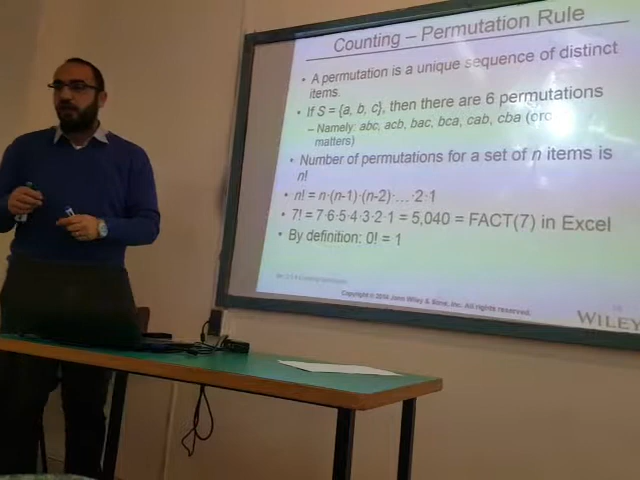 Counting – Permutation Rule
• A permutation is a unique sequence of distinct
items.
• If S = {a, b, c}, then there are 6 permutations
– Namely: abc, acb, bac, bca, cab, cba (orc
matters)
• Number of permutations for a set of n items is
n!
• n! = n·(n-1)·(n-2)·…·2·1
• 7! = 7·6·5·4·3·2·1 = 5,040 = FACT(7) in Excel
• By definition: 0! = 1
Copyright © 2014 John Wiley & Sons, Inc. All rights reserved.
WILEY